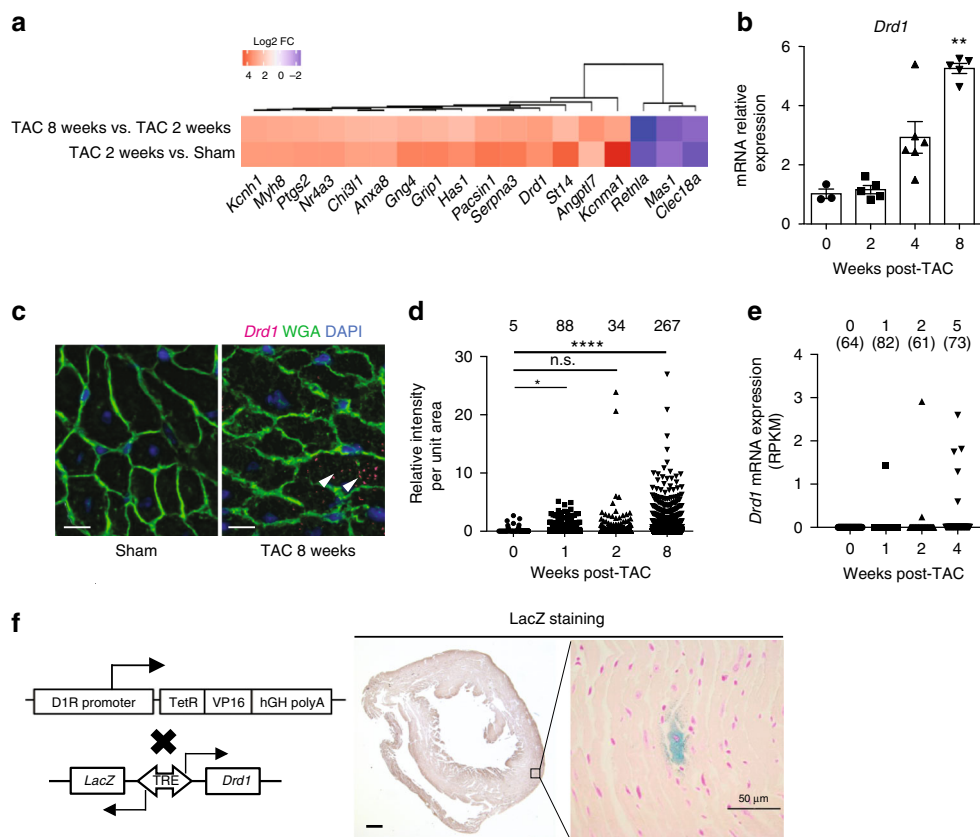 a
Log2 FC
4 2 0 −2
TAC 8 weeks vs. TAC 2 weeks
TAC 2 weeks vs. Sham
Kcnh1
Myh8
Ptgs2
Nr4a3
Chi3l1
Anxa8
Gng4
Grip1
Has1
Pacsin1
Serpna3
Drd1
St14
Angptl7
Kcnma1
Retnla
Mas1
Clec18a
b
Drd1
**
mRNA relative
expression
6
4
2
0
0 2 4 8
Weeks post-TAC
c
Drd1 WGA DAPI
Sham
TAC 8 weeks
d
5 88 34 267
****
n.s.
*
Relative intensity
per unit area
30
20
10
0
0 1 2 8
Weeks post-TAC
e
0 1 2 5
(64) (82) (61) (73)
Drd1 mRNA expression
(RPKM)
4
3
2
1
0
0 1 2 4
Weeks post-TAC
f
LacZ staining
D1R promoter TetR VP16 hGH polyA
LacZ TRE Drd1
50 μm